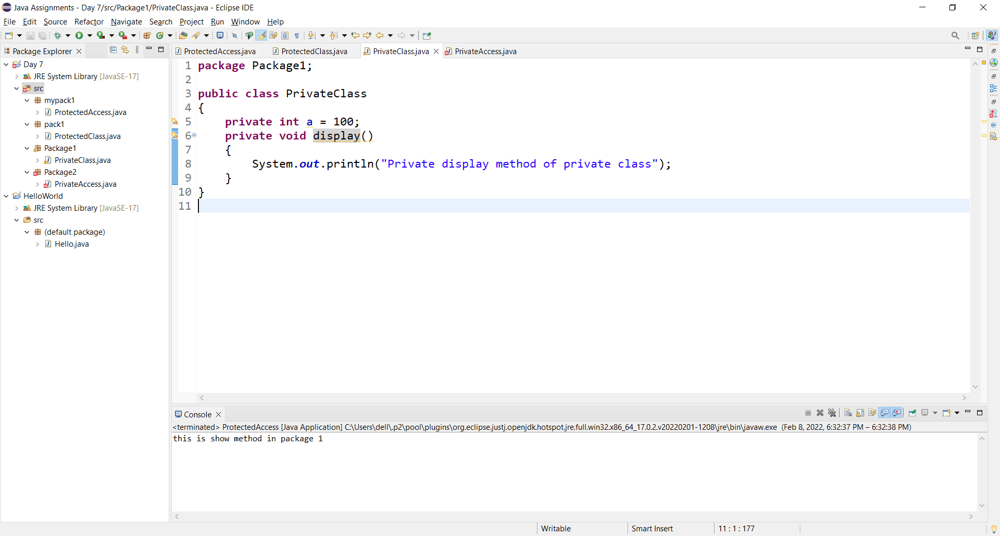 Java Assignments - Day 7/src/Package1/PrivateClass.java - Eclipse IDE
File Edit Source Refactor Navigate Search Project Run Window Help
Package Explorer
Day 7
JRE System Library [JavaSE-17]
src
mypack1
ProtectedAccess.java
pack1
ProtectedClass.java
Package1
PrivateClass.java
Package2
PrivateAccess.java
HelloWorld
JRE System Library [JavaSE-17]
src
(default package)
Hello.java
ProtectedAccess.java ProtectedClass.java PrivateClass.java PrivateAccess.java
1 package Package1;
2
3 public class PrivateClass
4 {
5 private int a = 100;
6 private void display()
7 {
8 System.out.println("Private display method of private class");
9 }
10 }
11
Console
<terminated> ProtectedAccess [Java Application] C:\Users\dell\.p2\pool\plugins\org.eclipse.justj.openjdk.hotspot.jre.full.win32.x86_64_17.0.2.v20220201-1208\jre\bin\javaw.exe (Feb 8, 2022, 6:32:37 PM – 6:32:38 PM)
this is show method in package 1
Writable Smart Insert 11 : 1 : 177